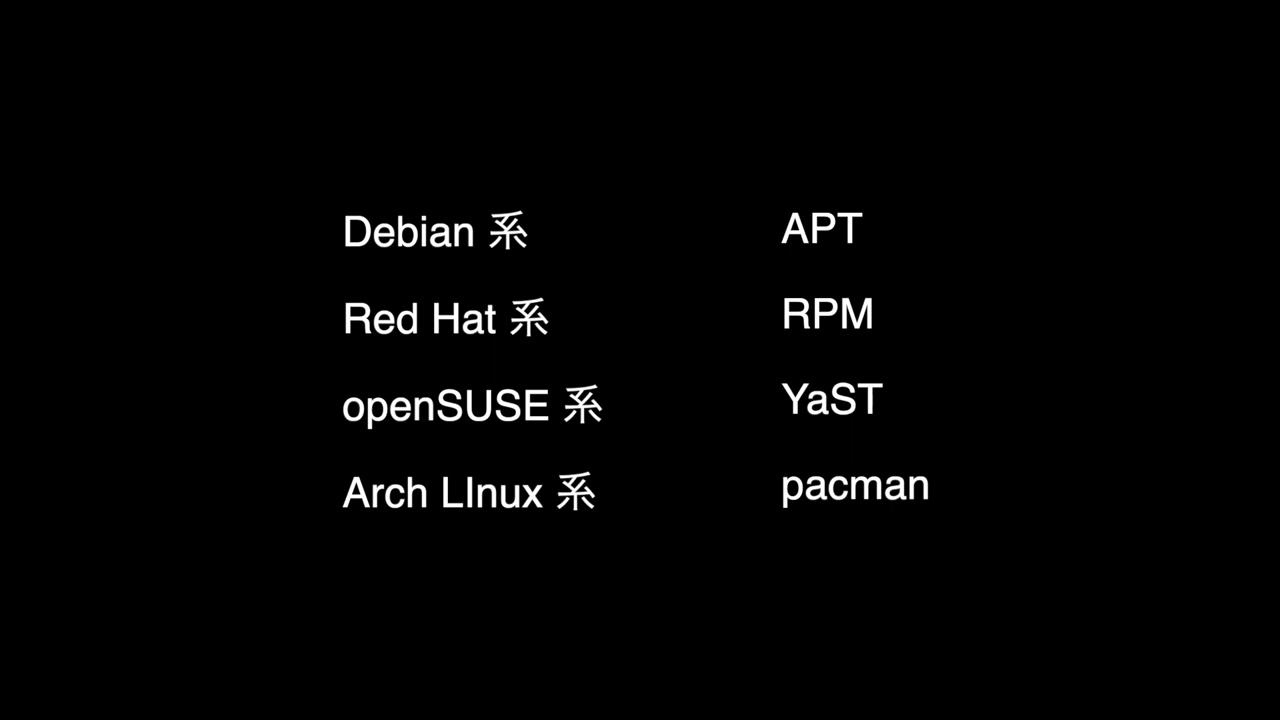 Debian 系 APT
Red Hat 系 RPM
openSUSE 系 YaST
Arch LInux 系 pacman